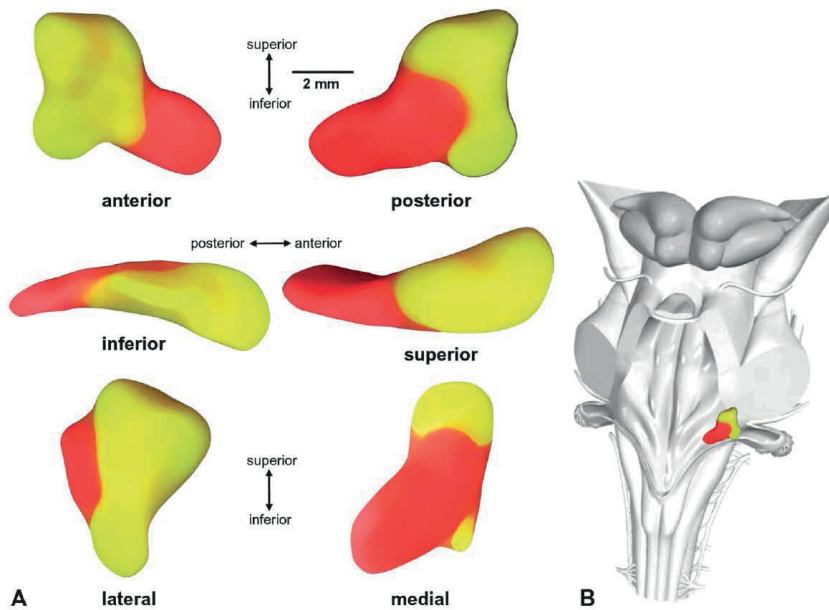 superior
2 mm
inferior
anterior
posterior
posterior anterior
inferior
superior
superior
inferior
A
lateral
medial
B